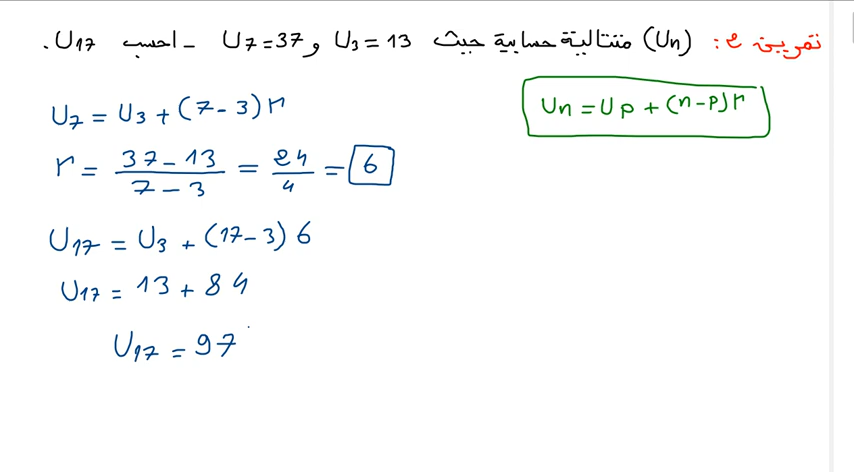 تمرين 2: (Un) متتالية حسابية حيث U3 = 13 و U7 = 37 - احسب U17.
Un = Up + (n-p)r
U7 = U3 + (7-3)r
r = (37-13)/(7-3) = 24/4 = 6
U17 = U3 + (17-3)6
U17 = 13 + 84
U17 = 97